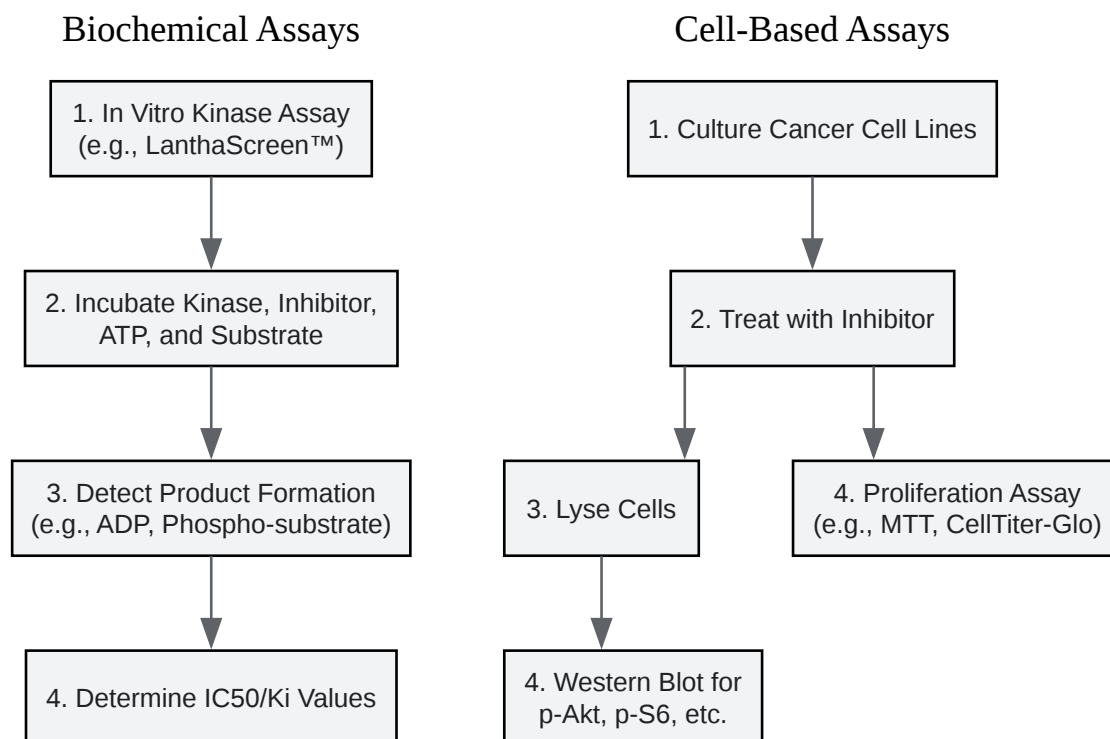 Biochemical Assays
1. In Vitro Kinase Assay
(e.g., LanthaScreen™)
2. Incubate Kinase, Inhibitor,
ATP, and Substrate
3. Detect Product Formation
(e.g., ADP, Phospho-substrate)
4. Determine IC50/Ki Values
Cell-Based Assays
1. Culture Cancer Cell Lines
2. Treat with Inhibitor
3. Lyse Cells
4. Proliferation Assay
(e.g., MTT, CellTiter-Glo)
4. Western Blot for
p-Akt, p-S6, etc.